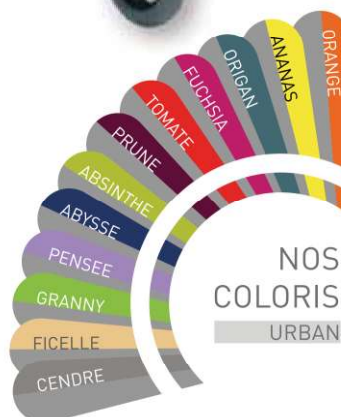 ORANGE
ANANAS
ORIGAN
FUCHSIA
TOMATE
PRUNE
ABSINTHE
ABYSSE
PENSEE
GRANNY
FICELLE
CENDRE
NOS
COLORIS
URBAN